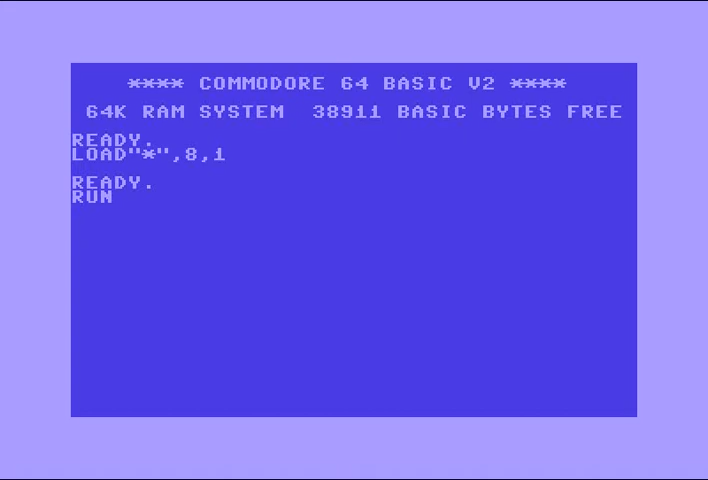 **** COMMODORE 64 BASIC V2 ****
64K RAM SYSTEM  38911 BASIC BYTES FREE
READY.
LOAD"*",8,1
READY.
RUN